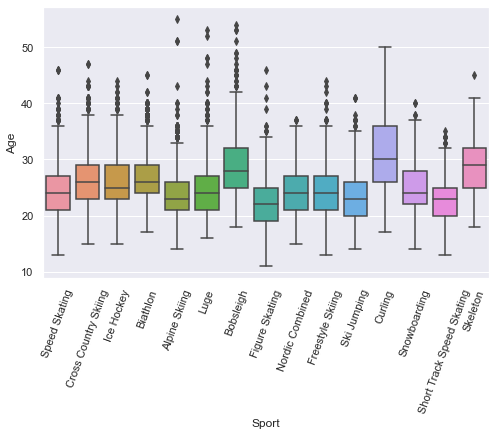 50
40
30
20
10
Age
Speed Skating
Cross Country Skiing
Ice Hockey
Biathlon
Alpine Skiing
Luge
Bobsleigh
Figure Skating
Nordic Combined
Freestyle Skiing
Ski Jumping
Curling
Snowboarding
Short Track Speed Skating
Skeleton
Sport